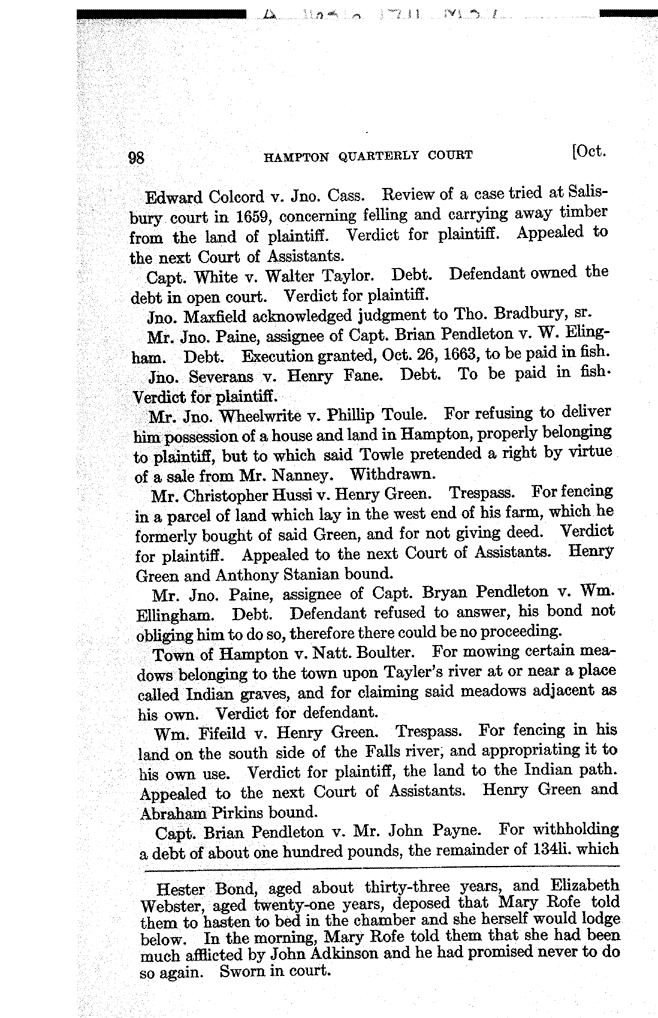 98 HAMPTON QUARTERLY COURT [Oct.
Edward Colcord v. Jno. Cass. Review of a case tried at Salis-
bury court in 1659, concerning felling and carrying away timber
from the land of plaintiff. Verdict for plaintiff. Appealed to
the next Court of Assistants.
Capt. White v. Walter Taylor. Debt. Defendant owned the
debt in open court. Verdict for plaintiff.
Jno. Maxfield acknowledged judgment to Tho. Bradbury, sr.
Mr. Jno. Paine, assignee of Capt. Brian Pendleton v. W. Eling-
ham. Debt. Execution granted, Oct. 26, 1663, to be paid in fish.
Jno. Severans v. Henry Fane. Debt. To be paid in fish.
Verdict for plaintiff.
Mr. Jno. Wheelwrite v. Phillip Toule. For refusing to deliver
him possession of a house and land in Hampton, properly belonging
to plaintiff, but to which said Towle pretended a right by virtue
of a sale from Mr. Nanney. Withdrawn.
Mr. Christopher Hussi v. Henry Green. Trespass. For fencing
in a parcel of land which lay in the west end of his farm, which he
formerly bought of said Green, and for not giving deed. Verdict
for plaintiff. Appealed to the next Court of Assistants. Henry
Green and Anthony Stanian bound.
Mr. Jno. Paine, assignee of Capt. Bryan Pendleton v. Wm.
Ellingham. Debt. Defendant refused to answer, his bond not
obliging him to do so, therefore there could be no proceeding.
Town of Hampton v. Natt. Boulter. For mowing certain mea-
dows belonging to the town upon Tayler's river at or near a place
called Indian graves, and for claiming said meadows adjacent as
his own. Verdict for defendant.
Wm. Fifeild v. Henry Green. Trespass. For fencing in his
land on the south side of the Falls river, and appropriating it to
his own use. Verdict for plaintiff, the land to the Indian path.
Appealed to the next Court of Assistants. Henry Green and
Abraham Pirkins bound.
Capt. Brian Pendleton v. Mr. John Payne. For withholding
a debt of about one hundred pounds, the remainder of 134li. which
Hester Bond, aged about thirty-three years, and Elizabeth
Webster, aged twenty-one years, deposed that Mary Rofe told
them to hasten to bed in the chamber and she herself would lodge
below. In the morning, Mary Rofe told them that she had been
much afflicted by John Adkinson and he had promised never to do
so again. Sworn in court.